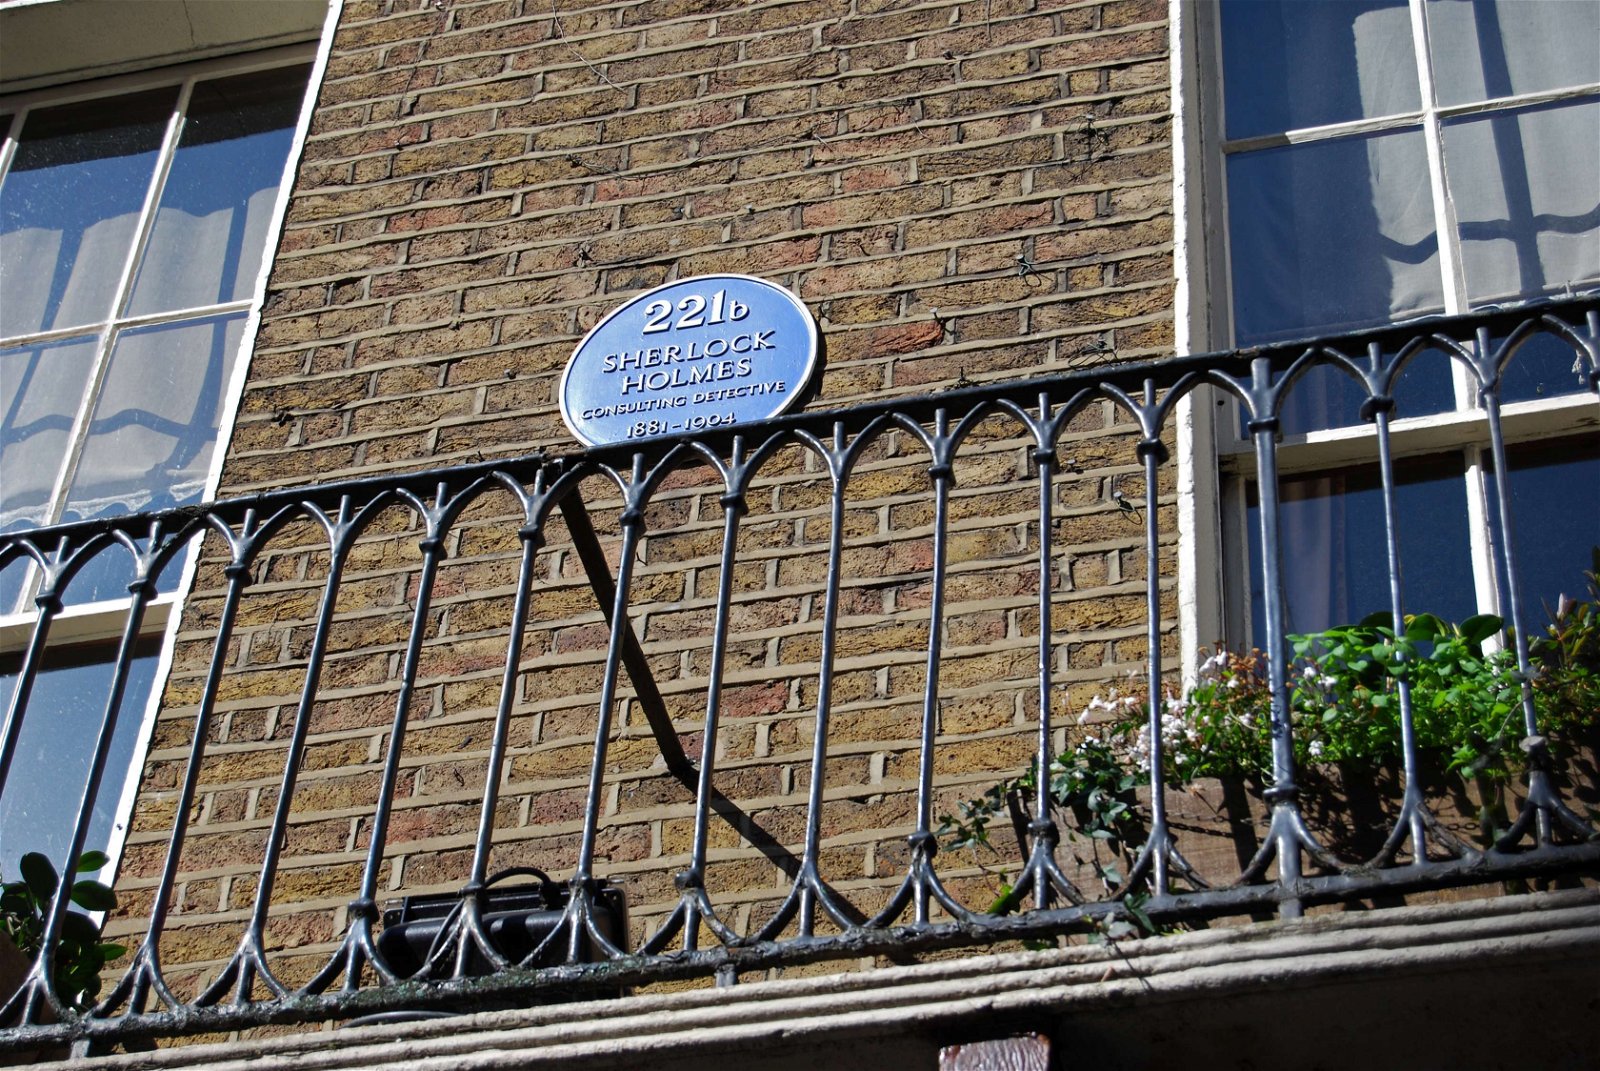 221b
SHERLOCK
HOLMES
CONSULTING DETECTIVE
1881-1904